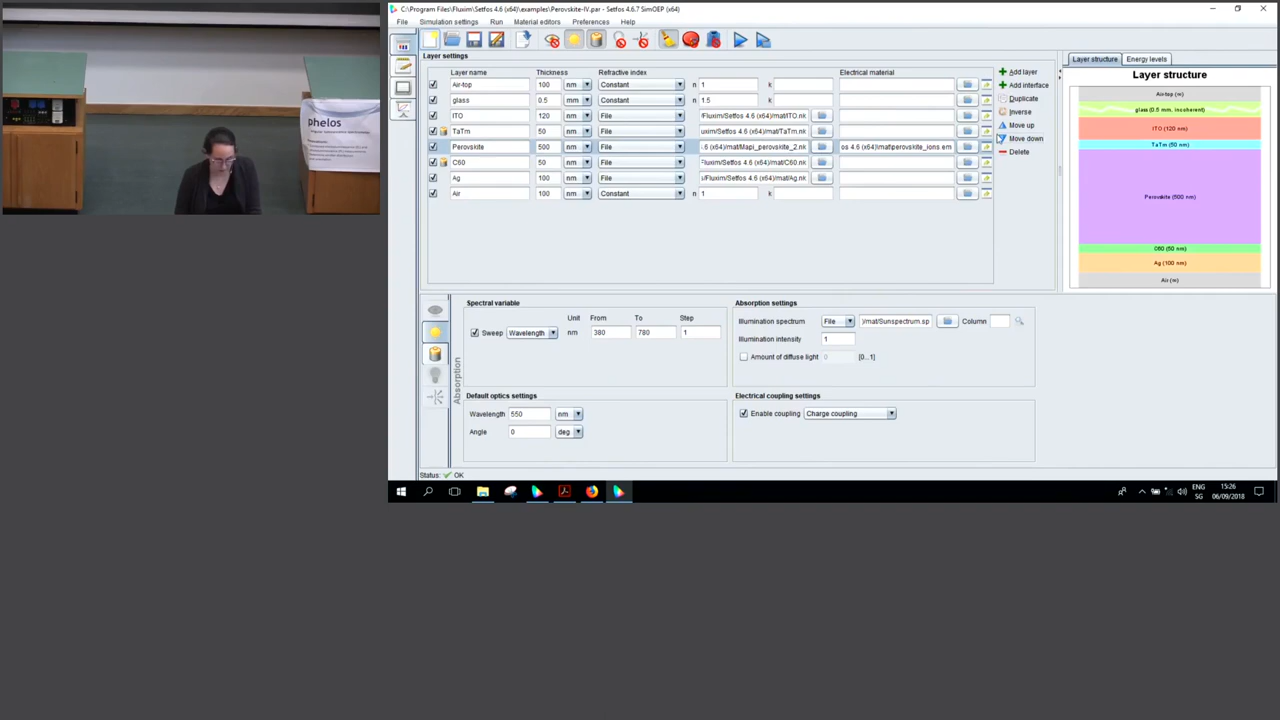 Phelos
C:\Program Files\Fluxim\Setfos 4.6 (x64)\examples\Perovskite-IV.par - Setfos 4.6.7 SimOEP (x64)
File Simulation settings Run Material editors Preferences Help
Layer settings
Layer name Thickness Refractive index Electrical material
Air-top 100 nm Constant n 1 k
glass 0.5 mm Constant n 1.5 k
ITO 120 nm File /Fluxim/Setfos 4.6 (x64)/mat/ITO.nk
TaTm 50 nm File uxim/Setfos 4.6 (x64)/mat/TaTm.nk
Perovskite 500 nm File .6 (x64)/mat/Mapi_perovskite_2.nk os 4.6 (x64)\mat\perovskite_ions.em
C60 50 nm File Fluxim/Setfos 4.6 (x64)/mat/C60.nk
Ag 100 nm File s/Fluxim/Setfos 4.6 (x64)/mat/Ag.nk
Air 100 nm Constant n 1 k
Add layer
Add interface
Duplicate
Inverse
Move up
Move down
Delete
Layer structure Energy levels
Layer structure
Air-top (∞)
glass (0.5 mm, incoherent)
ITO (120 nm)
TaTm (50 nm)
Perovskite (500 nm)
C60 (50 nm)
Ag (100 nm)
Air (∞)
Absorption
Spectral variable
Unit From To Step
Sweep Wavelength nm 380 780 1
Default optics settings
Wavelength 550 nm
Angle 0 deg
Absorption settings
Illumination spectrum File )/mat/Sunspectrum.sp Column
Illumination intensity 1
Amount of diffuse light 0 [0...1]
Electrical coupling settings
Enable coupling Charge coupling
Status: OK
ENG
SG
15:26
06/09/2018